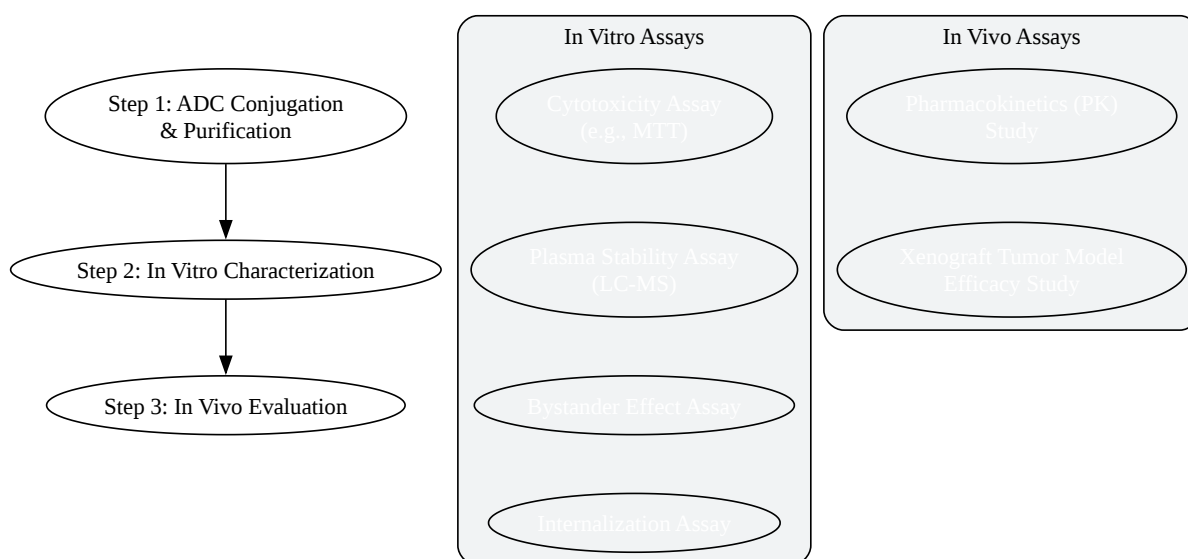 Step 1: ADC Conjugation
& Purification
Step 2: In Vitro Characterization
Step 3: In Vivo Evaluation
In Vitro Assays
Cytotoxicity Assay
(e.g., MTT)
Plasma Stability Assay
(LC-MS)
Bystander Effect Assay
Internalization Assay
In Vivo Assays
Pharmacokinetics (PK)
Study
Xenograft Tumor Model
Efficacy Study